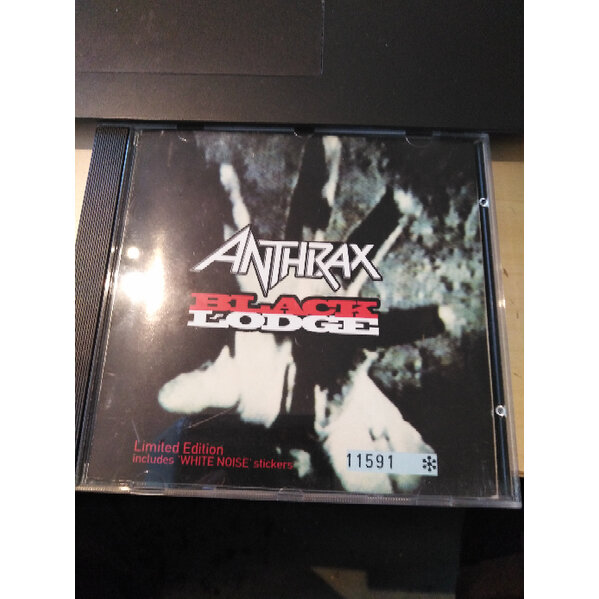 ANTHRAX
BLACK
LODGE
Limited Edition
Includes 'WHITE NOISE' stickers
11591 *